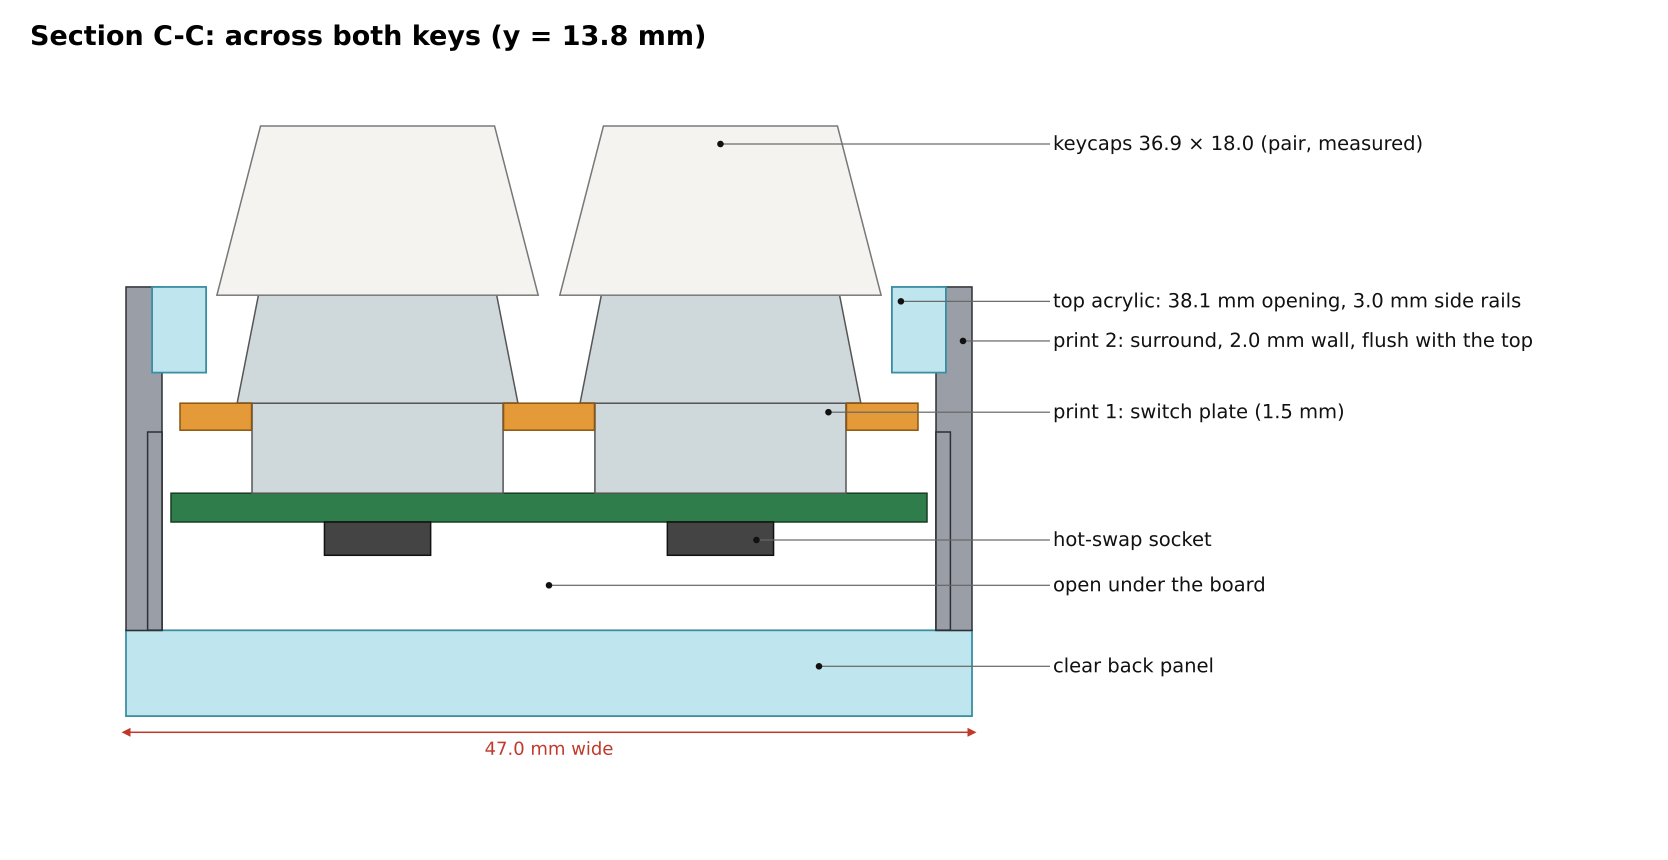 Section C-C: across both keys (y = 13.8 mm)
keycaps 36.9 × 18.0 (pair, measured)
top acrylic: 38.1 mm opening, 3.0 mm side rails
print 2: surround, 2.0 mm wall, flush with the top
print 1: switch plate (1.5 mm)
hot-swap socket
open under the board
clear back panel
47.0 mm wide